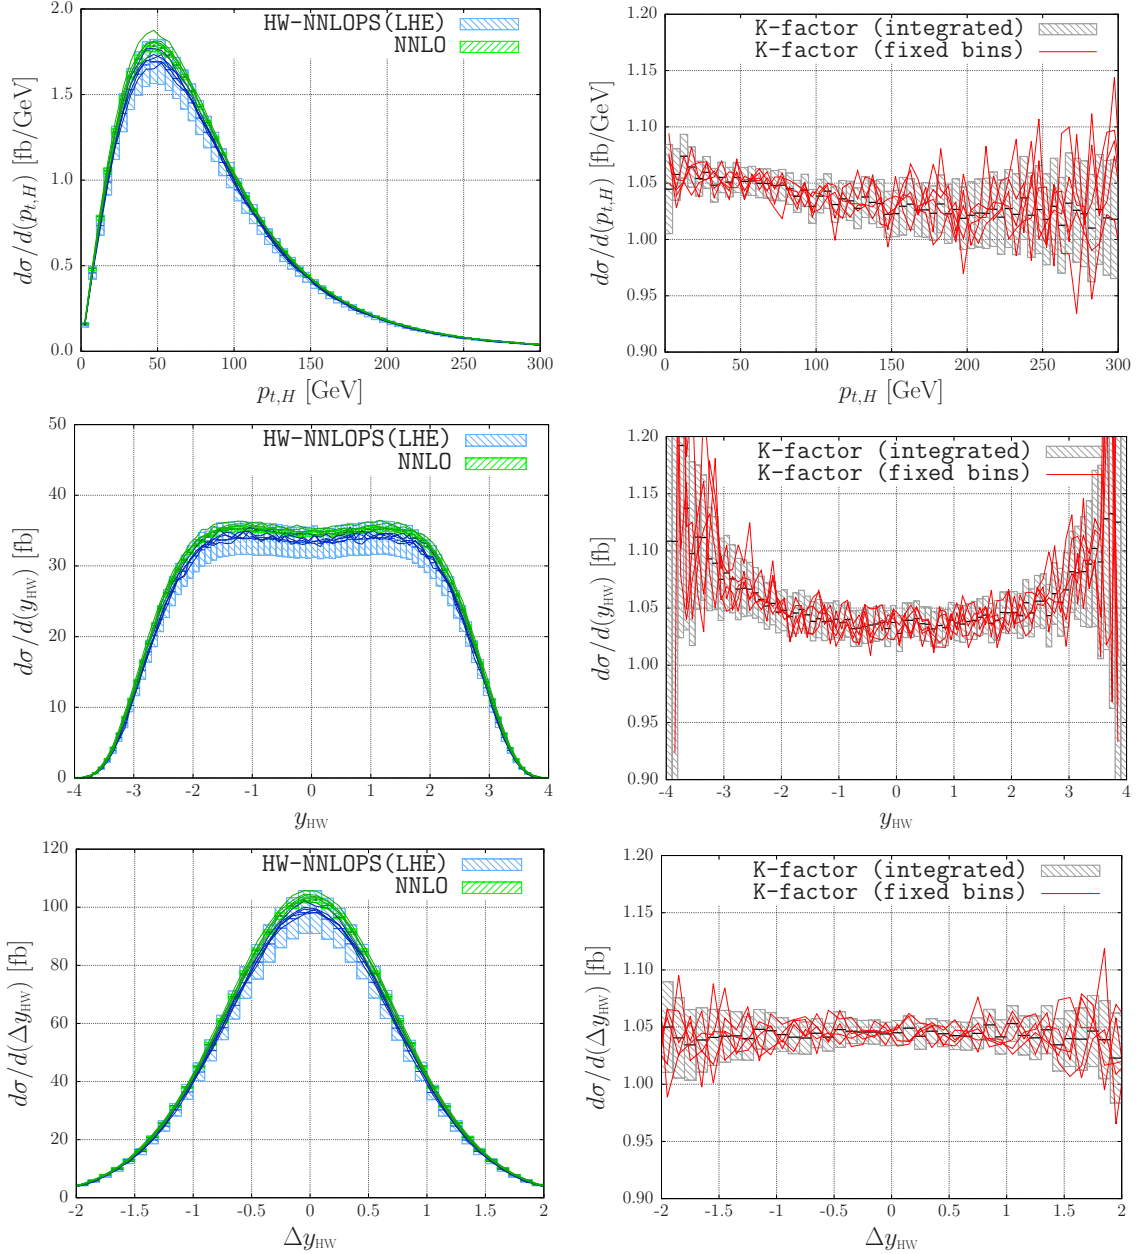 HW-NNLOPS(LHE)
NNLO
dσ/d(p_{t,H}) [fb/GeV]
2.0
1.5
1.0
0.5
0.0
0 50 100 150 200 250 300
p_{t,H} [GeV]
K-factor (integrated)
K-factor (fixed bins)
dσ/d(p_{t,H}) [fb/GeV]
1.20
1.15
1.10
1.05
1.00
0.95
0.90
0 50 100 150 200 250 300
p_{t,H} [GeV]
HW-NNLOPS(LHE)
NNLO
dσ/d(y_{HW}) [fb]
50
40
30
20
10
0
-4 -3 -2 -1 0 1 2 3 4
y_{HW}
K-factor (integrated)
K-factor (fixed bins)
dσ/d(y_{HW}) [fb]
1.20
1.15
1.10
1.05
1.00
0.95
0.90
-4 -3 -2 -1 0 1 2 3 4
y_{HW}
HW-NNLOPS(LHE)
NNLO
dσ/d(Δy_{HW}) [fb]
120
100
80
60
40
20
0
-2 -1.5 -1 -0.5 0 0.5 1 1.5 2
Δy_{HW}
K-factor (integrated)
K-factor (fixed bins)
dσ/d(Δy_{HW}) [fb]
1.20
1.15
1.10
1.05
1.00
0.95
0.90
-2 -1.5 -1 -0.5 0 0.5 1 1.5 2
Δy_{HW}